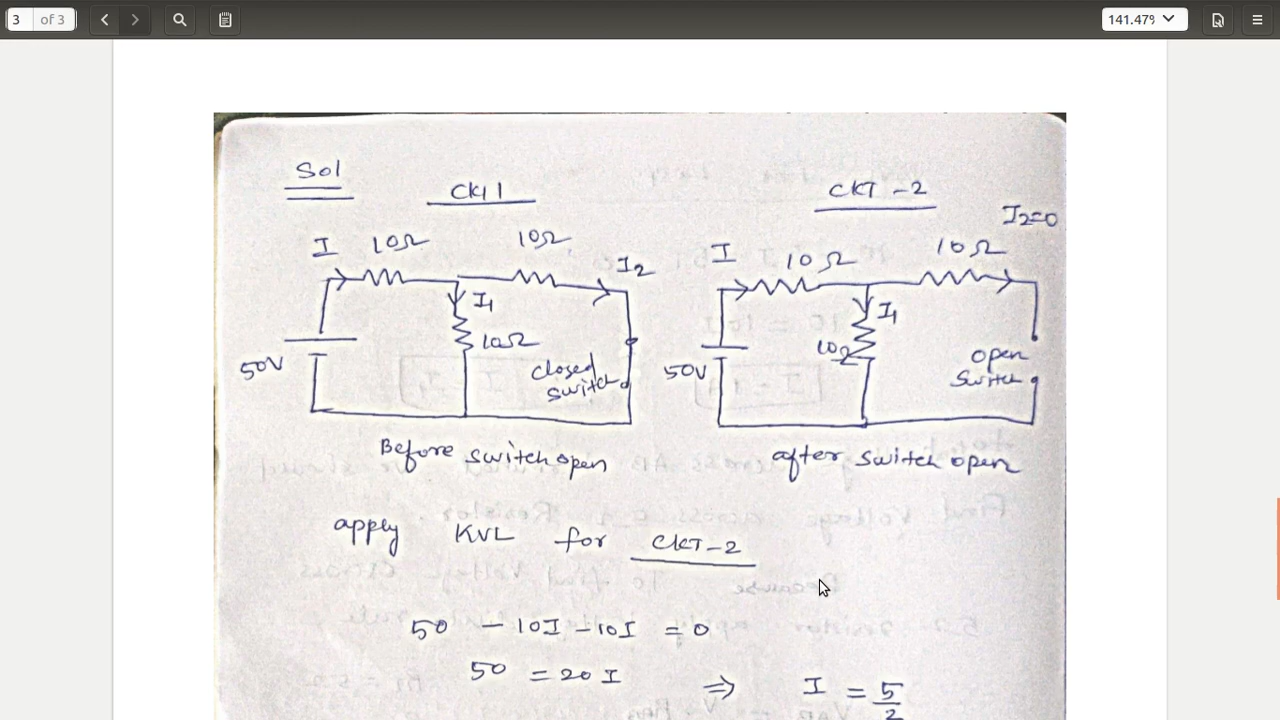 3 of 3
141.47%
Sol
CKt 1
CKT -2
I2=0
I 10Ω 10Ω I2
I 10Ω 10Ω
I1
I1
10Ω
10Ω
50V
closed
switch
50V
open
switch
Before switch open
after switch open
apply KVL for CKT-2
50 - 10I - 10I = 0
50 = 20 I ⇒ I = 5/2